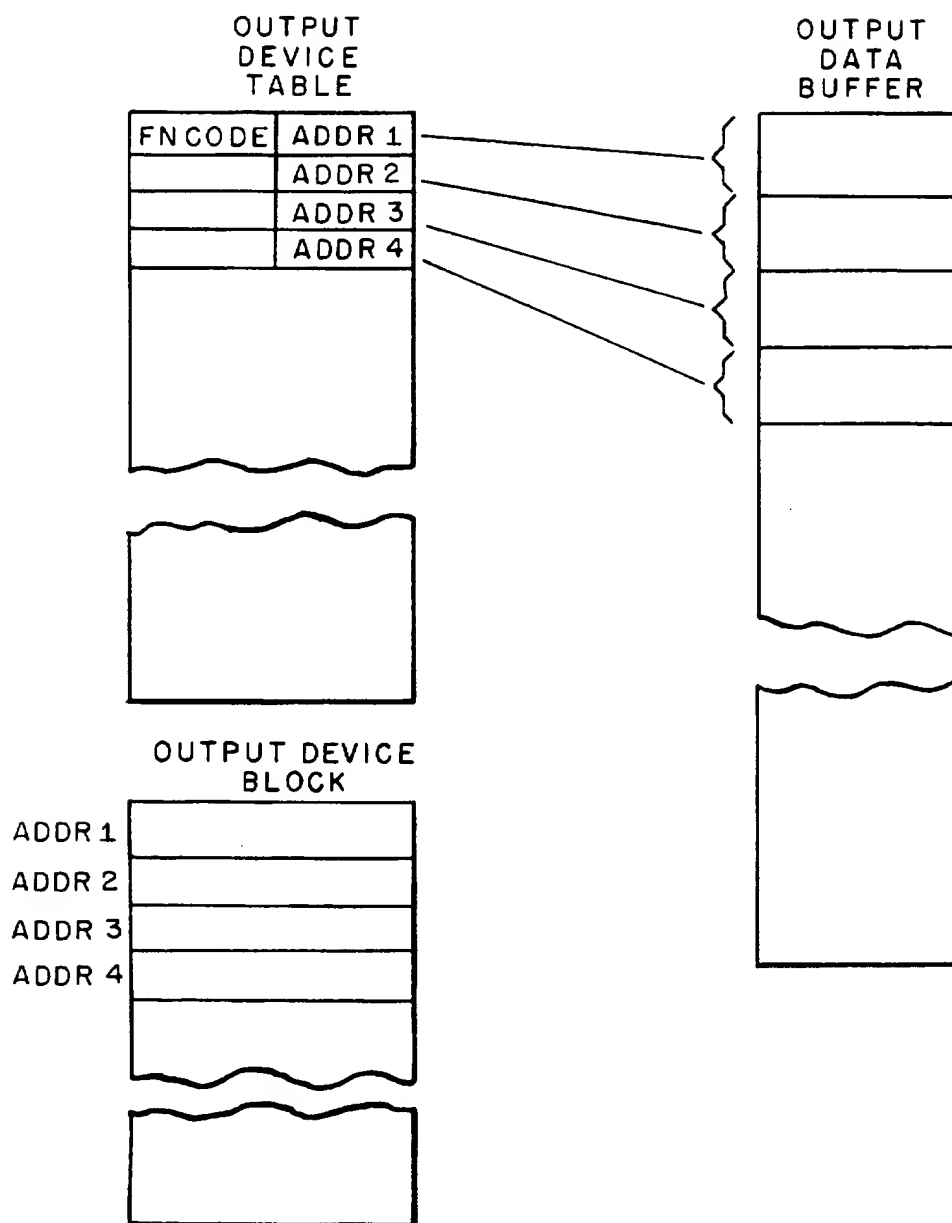 OUTPUT
DEVICE
TABLE
OUTPUT
DATA
BUFFER
FNCODE ADDR 1
ADDR 2
ADDR 3
ADDR 4
OUTPUT DEVICE
BLOCK
ADDR 1
ADDR 2
ADDR 3
ADDR 4